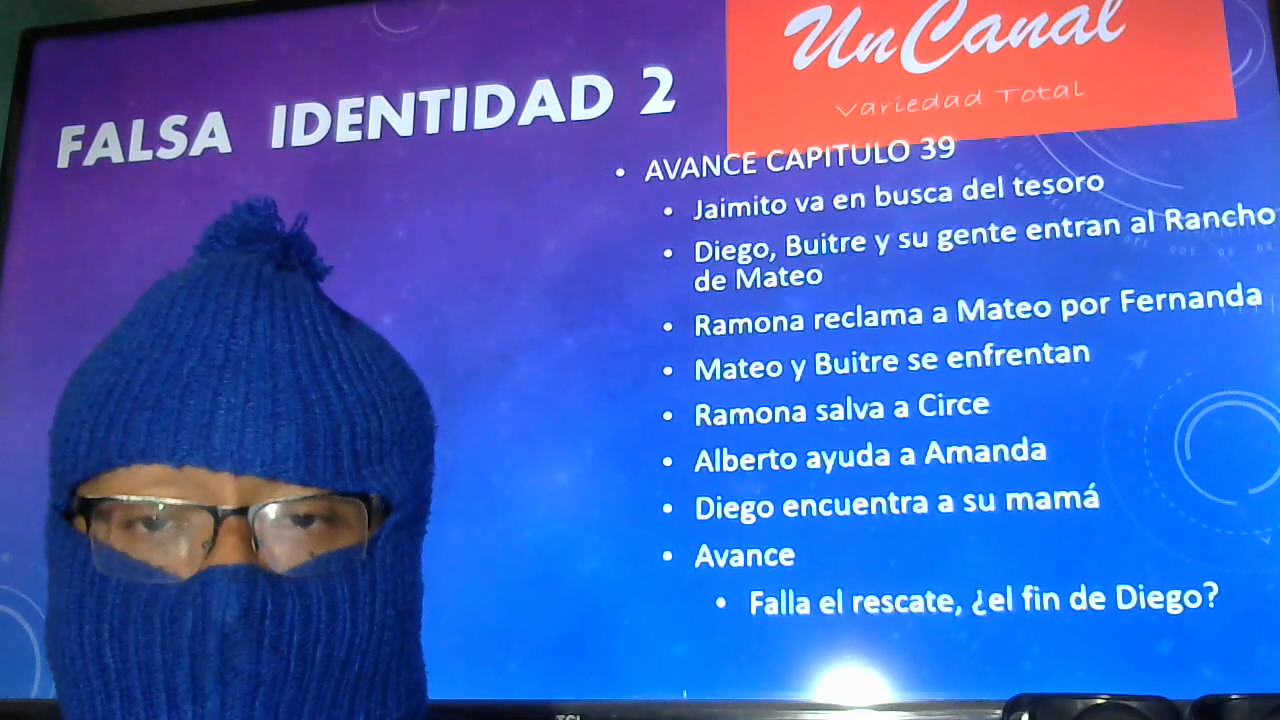 UnCanal
Variedad Total
FALSA IDENTIDAD 2
AVANCE CAPITULO 39
Jaimito va en busca del tesoro
Diego, Buitre y su gente entran al Rancho
de Mateo
Ramona reclama a Mateo por Fernanda
Mateo y Buitre se enfrentan
Ramona salva a Circe
Alberto ayuda a Amanda
Diego encuentra a su mamá
Avance
Falla el rescate, ¿el fin de Diego?